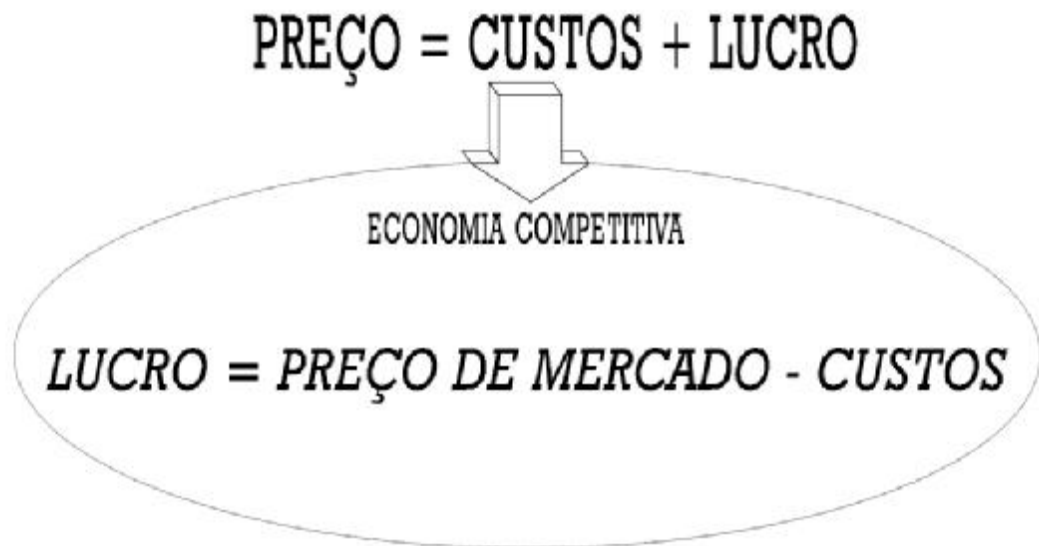 PREÇO = CUSTOS + LUCRO
ECONOMIA COMPETITIVA
LUCRO = PREÇO DE MERCADO - CUSTOS